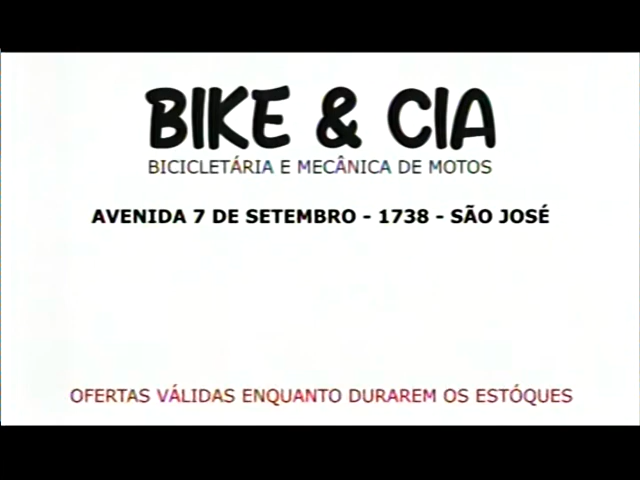 BIKE & CIA
BICICLETÁRIA E MECÂNICA DE MOTOS
AVENIDA 7 DE SETEMBRO - 1738 - SÃO JOSÉ
OFERTAS VÁLIDAS ENQUANTO DURAREM OS ESTÓQUES